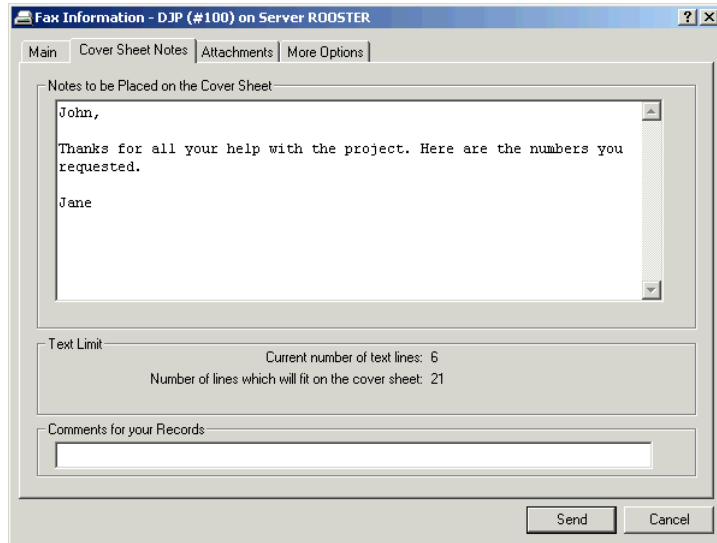 Fax Information - DJP (#100) on Server ROOSTER
Main Cover Sheet Notes Attachments More Options
Notes to be Placed on the Cover Sheet
John,
Thanks for all your help with the project. Here are the numbers you
requested.
Jane
Text Limit
Current number of text lines: 6
Number of lines which will fit on the cover sheet: 21
Comments for your Records
Send Cancel